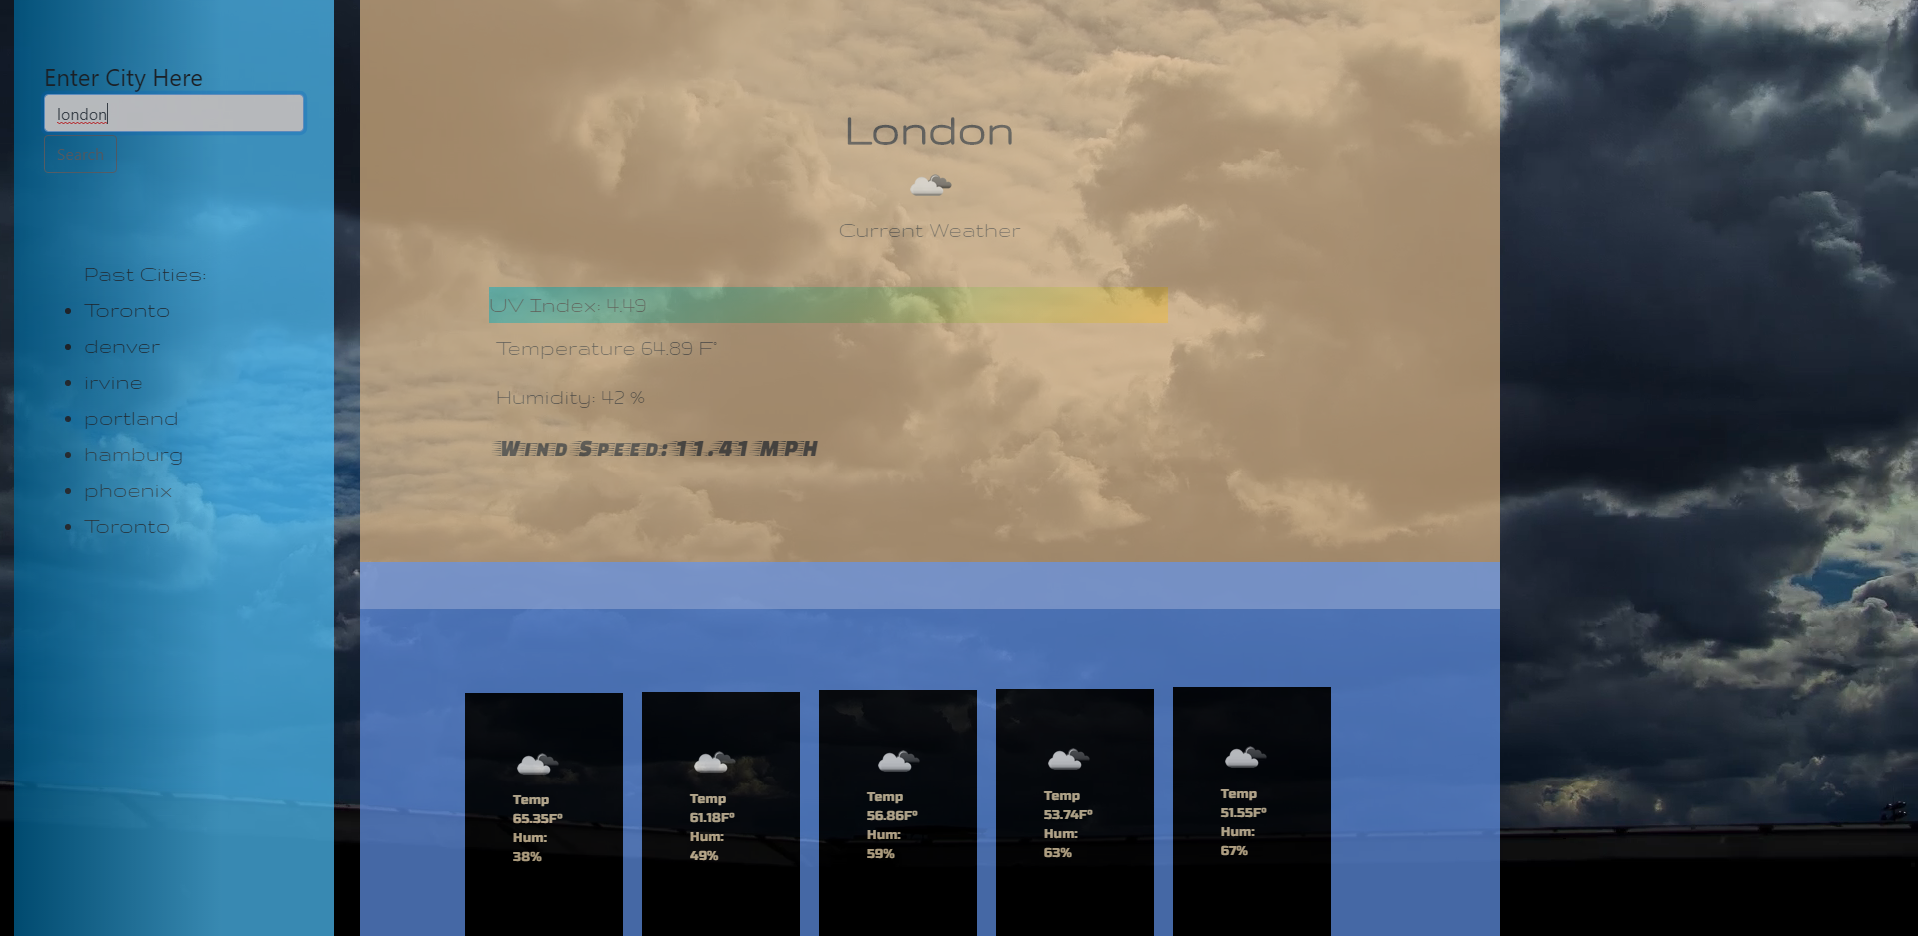 Enter City Here
london
Search
Past Cities:
Toronto
denver
irvine
portland
hamburg
phoenix
Toronto
London
Current Weather
UV Index: 4.49
Temperature 64.89 F°
Humidity: 42 %
Wind Speed: 11.41 MPH
Temp
65.35F°
Hum:
38%
Temp
61.18F°
Hum:
49%
Temp
56.86F°
Hum:
59%
Temp
53.74F°
Hum:
63%
Temp
51.55F°
Hum:
67%